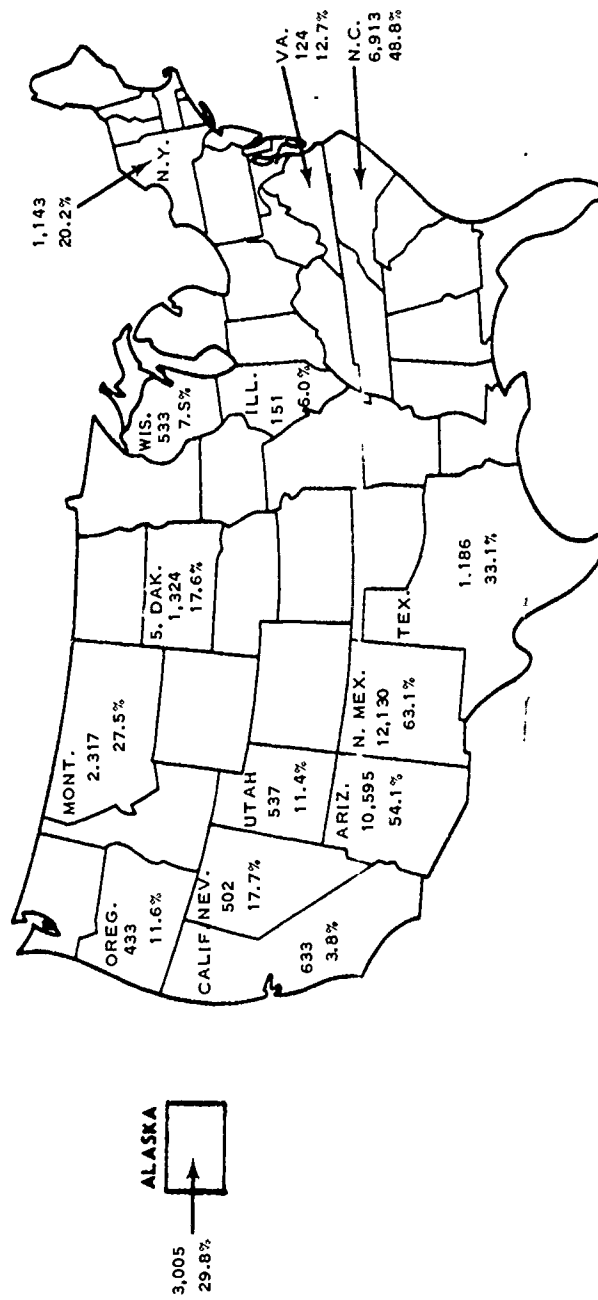 ALASKA
3,005
29.8%
OREG.
433
11.6%
MONT.
2.317
27.5%
S. DAK.
1,324
17.6%
WIS.
533
7.5%
1,143
20.2%
N.Y.
CALIF
633
3.8%
NEV.
502
17.7%
UTAH
537
11.4%
ILL.
151
6.0%
VA.
124
12.7%
ARIZ.
10,595
54.1%
N. MEX.
12,130
63.1%
TEX.
1.186
33.1%
N.C.
6,913
48.8%